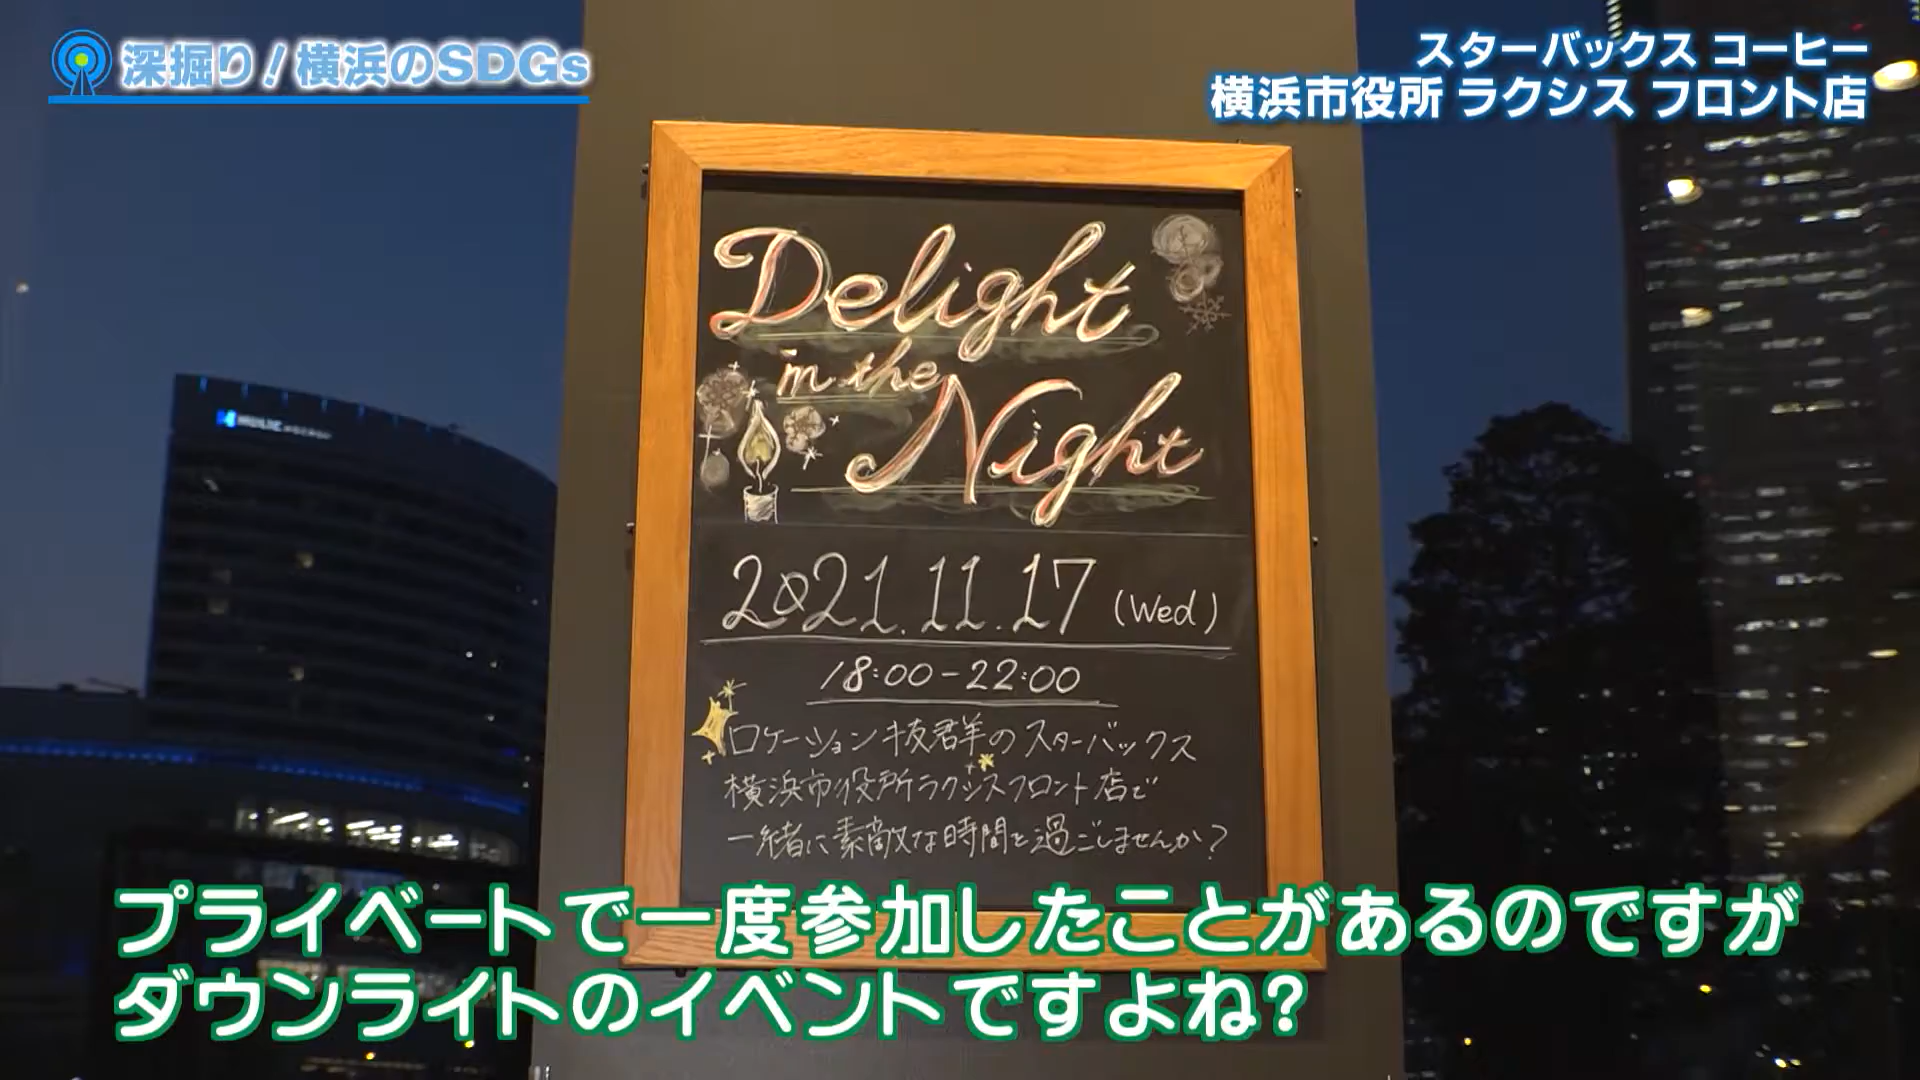 深掘り！横浜のSDGs
スターバックス コーヒー
横浜市役所 ラクシス フロント店
Delight
in the
Night
2021.11.17 (Wed)
18:00-22:00
ロケーション抜群のスターバックス
横浜市役所ラクシスフロント店で
一緒に素敵な時間を過ごしませんか?
プライベートで一度参加したことがあるのですが
ダウンライトのイベントですよね?